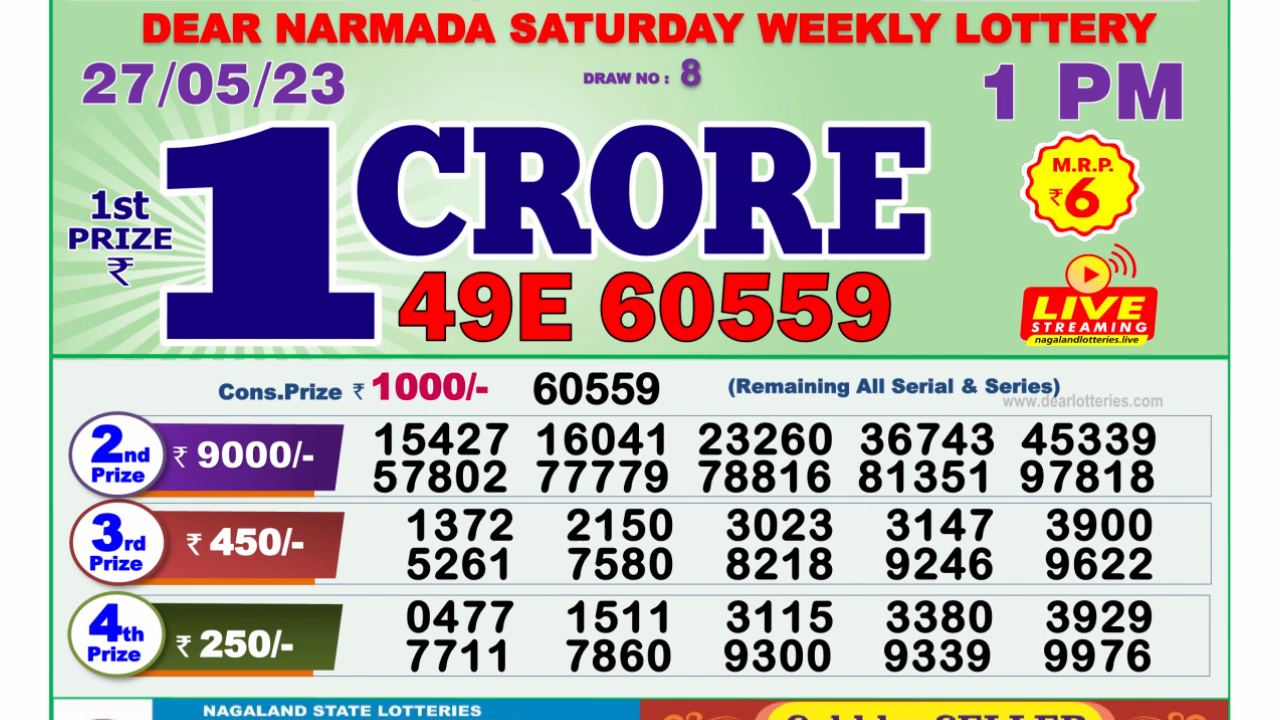 DEAR NARMADA SATURDAY WEEKLY LOTTERY
27/05/23 DRAW NO : 8 1 PM
1st PRIZE ₹ 1 CRORE
M.R.P. ₹6
49E 60559
LIVE
STREAMING
nagalandlotteries.live
Cons.Prize ₹ 1000/- 60559 (Remaining All Serial & Series)
www.dearlotteries.com
2nd Prize ₹ 9000/-
15427 16041 23260 36743 45339
57802 77779 78816 81351 97818
3rd Prize ₹ 450/-
1372 2150 3023 3147 3900
5261 7580 8218 9246 9622
4th Prize ₹ 250/-
0477 1511 3115 3380 3929
7711 7860 9300 9339 9976
NAGALAND STATE LOTTERIES